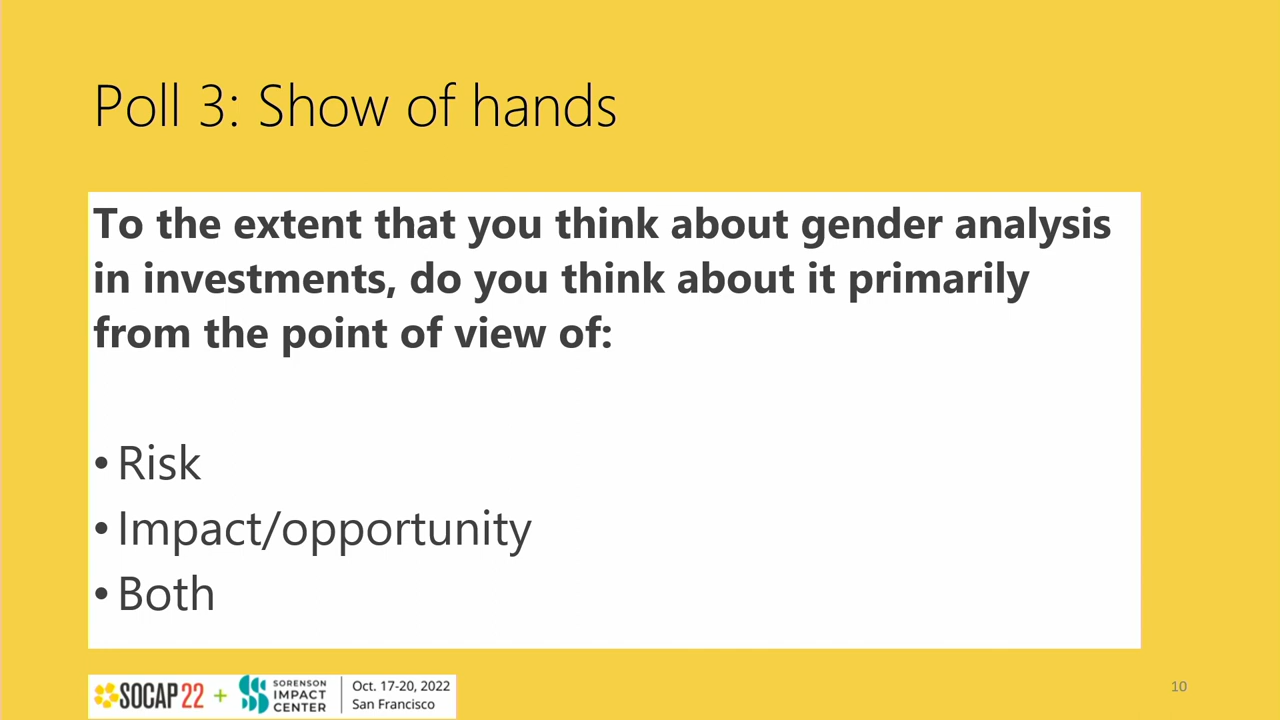 Poll 3: Show of hands
To the extent that you think about gender analysis
in investments, do you think about it primarily
from the point of view of:
• Risk
• Impact/opportunity
• Both
SOCAP 22 + SORENSON IMPACT CENTER
Oct. 17-20, 2022
San Francisco
10